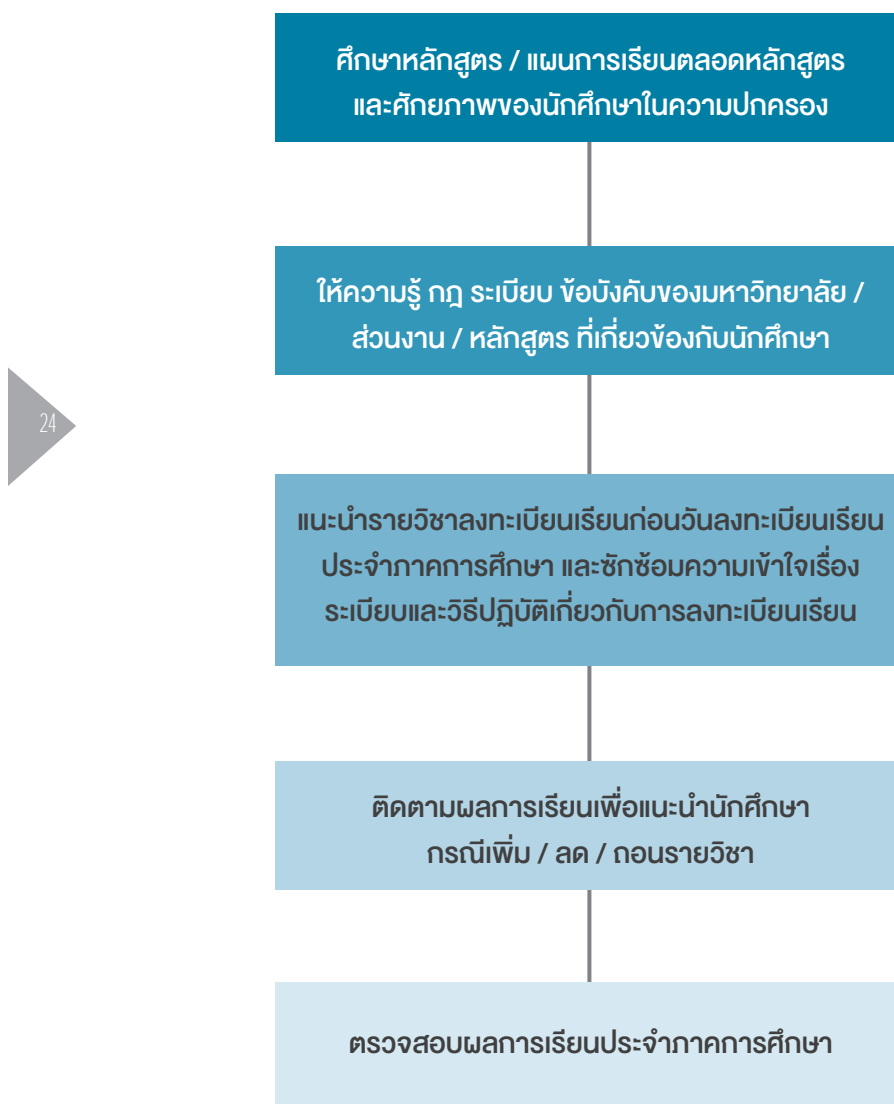 ศึกษาหลักสูตร / แผนการเรียนตลอดหลักสูตร
และศักยภาพของนักศึกษาในความปกครอง
ให้ความรู้ กฎ ระเบียบ ข้อบังคับของมหาวิทยาลัย /
ส่วนงาน / หลักสูตร ที่เกี่ยวข้องกับนักศึกษา
24
แนะนำรายวิชาลงทะเบียนเรียนก่อนวันลงทะเบียนเรียน
ประจำภาคการศึกษา และซักซ้อมความเข้าใจเรื่อง
ระเบียบและวิธีปฏิบัติเกี่ยวกับการลงทะเบียนเรียน
ติดตามผลการเรียนเพื่อแนะนำนักศึกษา
กรณีเพิ่ม / ลด / ถอนรายวิชา
ตรวจสอบผลการเรียนประจำภาคการศึกษา